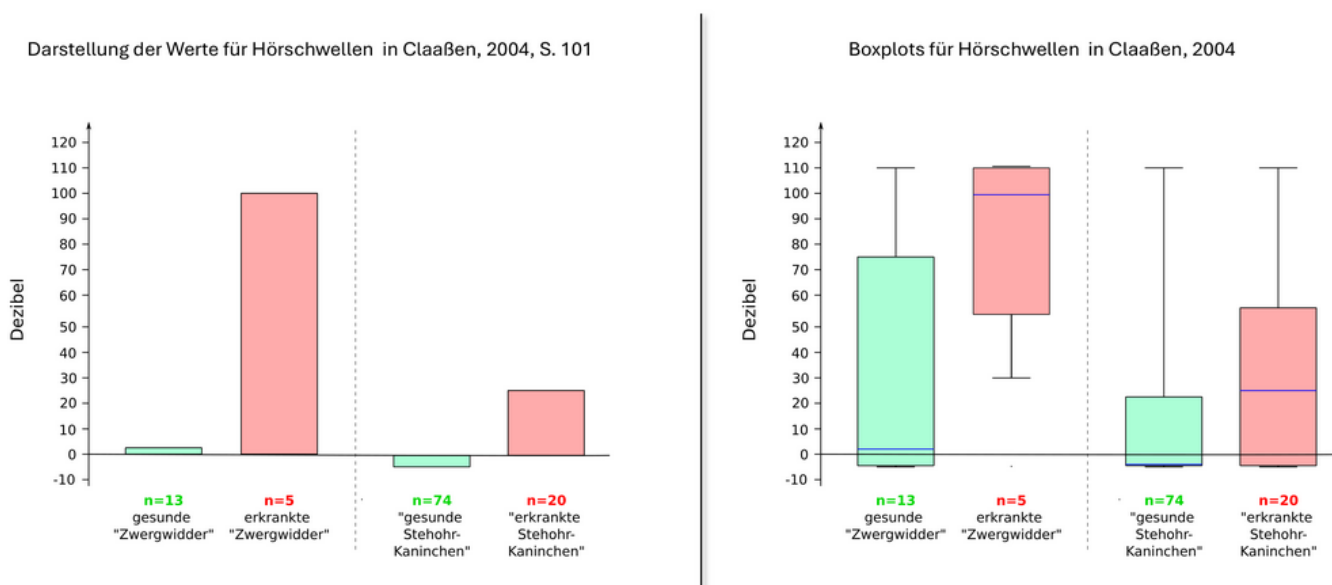 Darstellung der Werte für Hörschwellen in Claaßen, 2004, S. 101
Dezibel
120
110
100
90
80
70
60
50
40
30
20
10
0
-10
n=13
gesunde
"Zwergwidder"
n=5
erkrankte
"Zwergwidder"
n=74
"gesunde
Stehohr-
Kaninchen"
n=20
"erkrankte
Stehohr-
Kaninchen"
Boxplots für Hörschwellen in Claaßen, 2004
Dezibel
120
110
100
90
80
70
60
50
40
30
20
10
0
-10
n=13
gesunde
"Zwergwidder"
n=5
erkrankte
"Zwergwidder"
n=74
"gesunde
Stehohr-
Kaninchen"
n=20
"erkrankte
Stehohr-
Kaninchen"